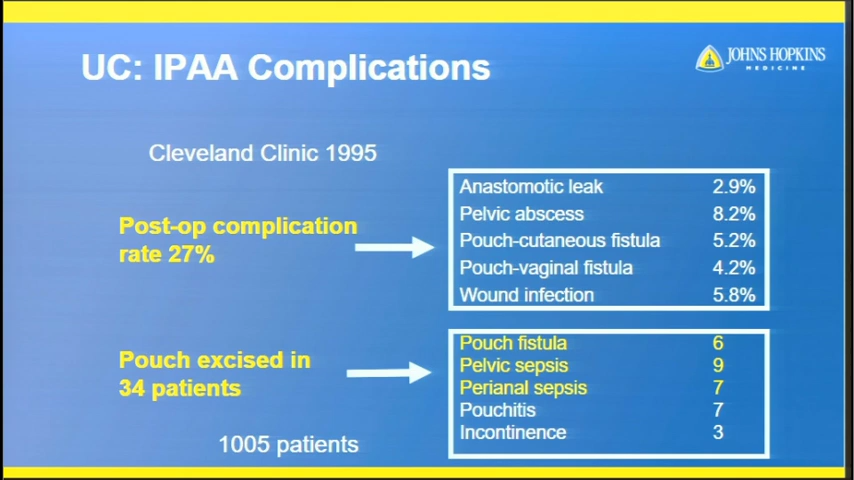 UC: IPAA Complications
JOHNS HOPKINS
MEDICINE
Cleveland Clinic 1995
Post-op complication
rate 27%
Anastomotic leak 2.9%
Pelvic abscess 8.2%
Pouch-cutaneous fistula 5.2%
Pouch-vaginal fistula 4.2%
Wound infection 5.8%
Pouch excised in
34 patients
Pouch fistula 6
Pelvic sepsis 9
Perianal sepsis 7
Pouchitis 7
Incontinence 3
1005 patients